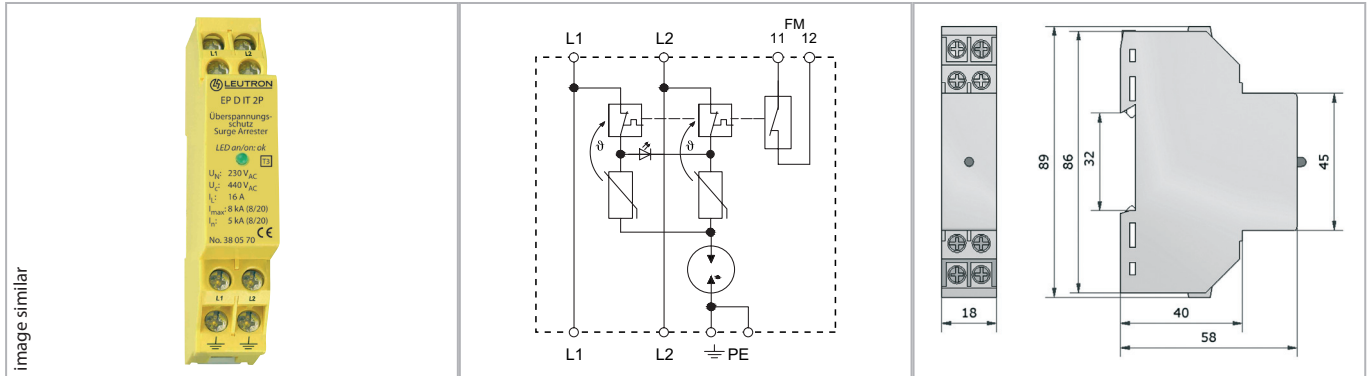 L1 L2
LEUTRON
EP D IT 2P
Überspannungs-
schutz
Surge Arrester
LED an/on: ok
T3
UN: 230 VAC
UC: 440 VAC
IL: 16 A
Imax: 8 kA (8/20)
In: 5 kA (8/20)
CE
No. 38 05 70
L1 L2
image similar
L1 L2 FM
11 12
ϑ ϑ
L1 L2 PE
89 86 32 45
18 40
58